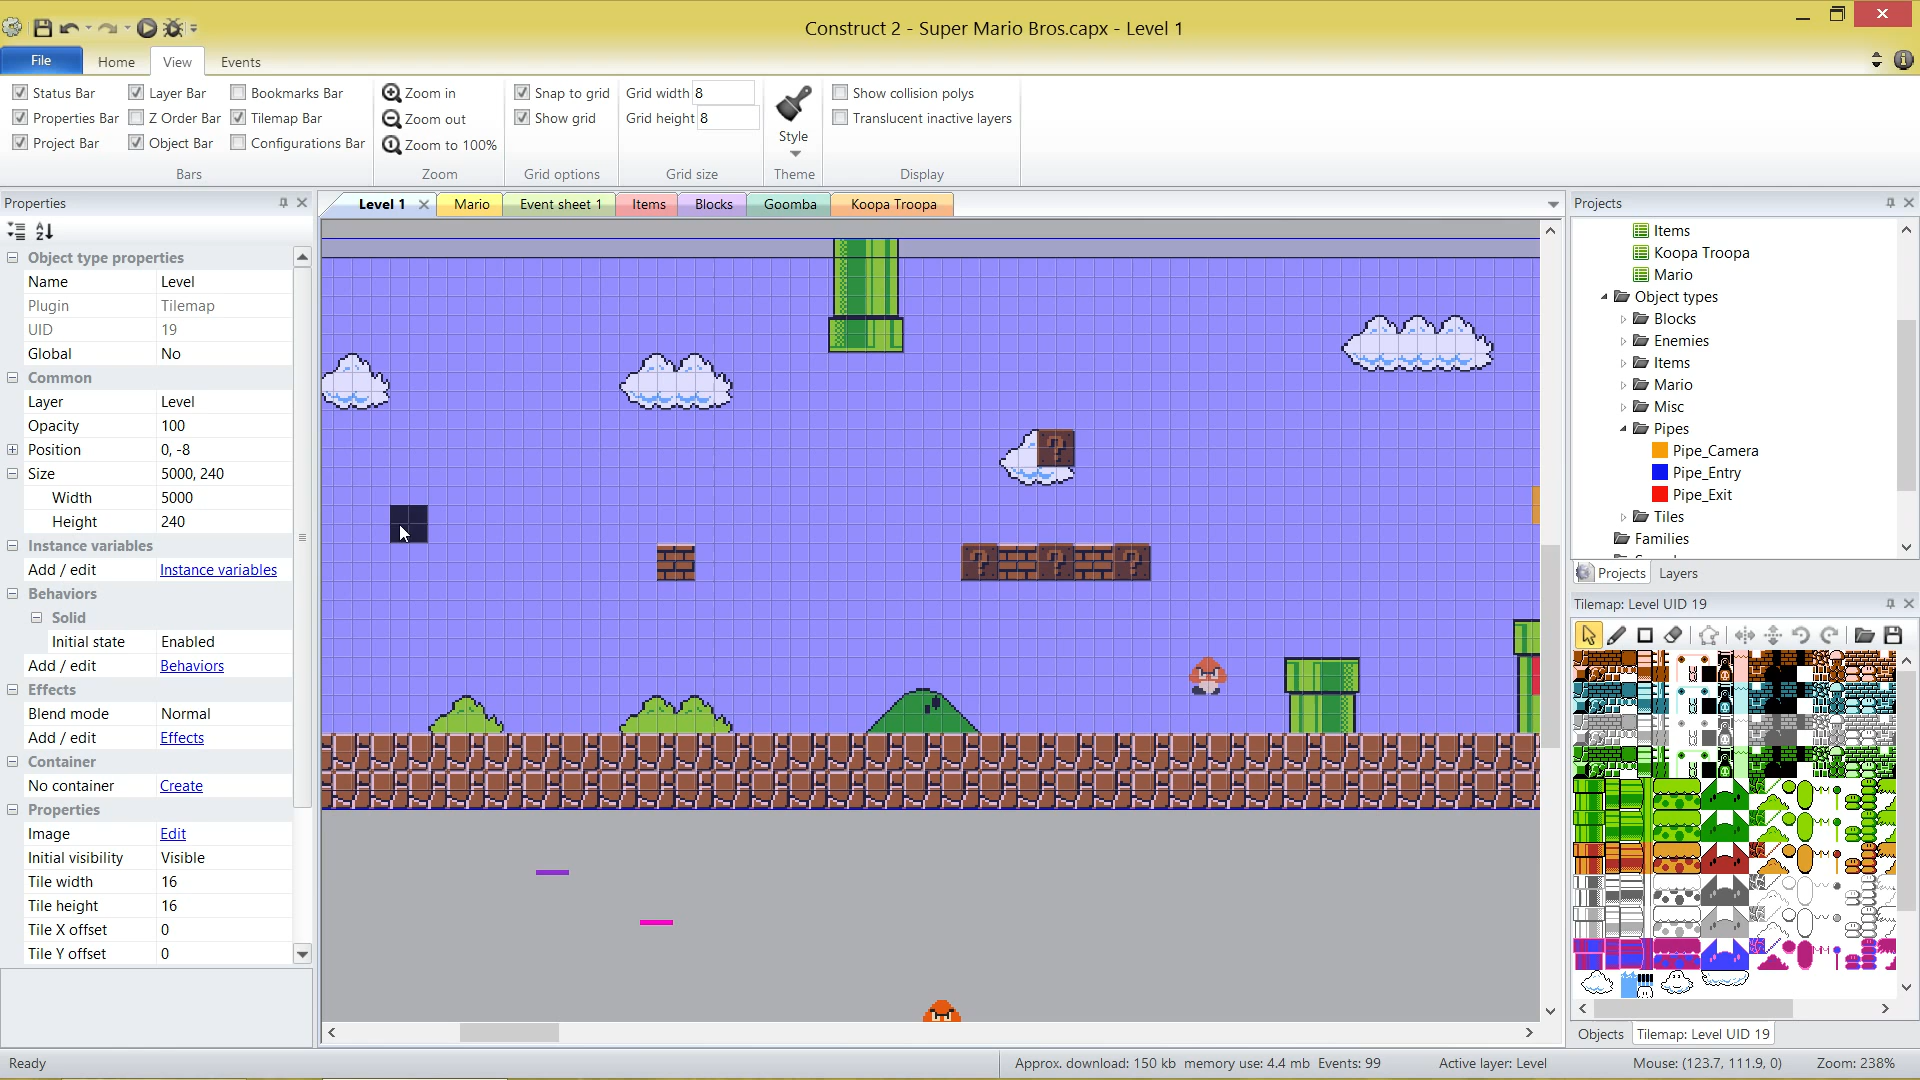 Construct 2 - Super Mario Bros.capx - Level 1
File Home View Events
Status Bar Layer Bar Bookmarks Bar Zoom in Snap to grid Grid width 8 Show collision polys
Properties Bar Z Order Bar Tilemap Bar Zoom out Show grid Grid height 8 Translucent inactive layers
Style
Project Bar Object Bar Configurations Bar Zoom to 100%
Bars Zoom Grid options Grid size Theme Display
Properties
Object type properties
Name Level
Plugin Tilemap
UID 19
Global No
Common
Layer Level
Opacity 100
Position 0, -8
Size 5000, 240
Width 5000
Height 240
Instance variables
Add / edit Instance variables
Behaviors
Solid
Initial state Enabled
Add / edit Behaviors
Effects
Blend mode Normal
Add / edit Effects
Container
No container Create
Properties
Image Edit
Initial visibility Visible
Tile width 16
Tile height 16
Tile X offset 0
Tile Y offset 0
Level 1 Mario Event sheet 1 Items Blocks Goomba Koopa Troopa
Projects
Items
Koopa Troopa
Mario
Object types
Blocks
Enemies
Items
Mario
Misc
Pipes
Pipe_Camera
Pipe_Entry
Pipe_Exit
Tiles
Families
Projects Layers
Tilemap: Level UID 19
Objects Tilemap: Level UID 19
Ready Approx. download: 150 kb memory use: 4.4 mb Events: 99 Active layer: Level Mouse: (123.7, 111.9, 0) Zoom: 238%